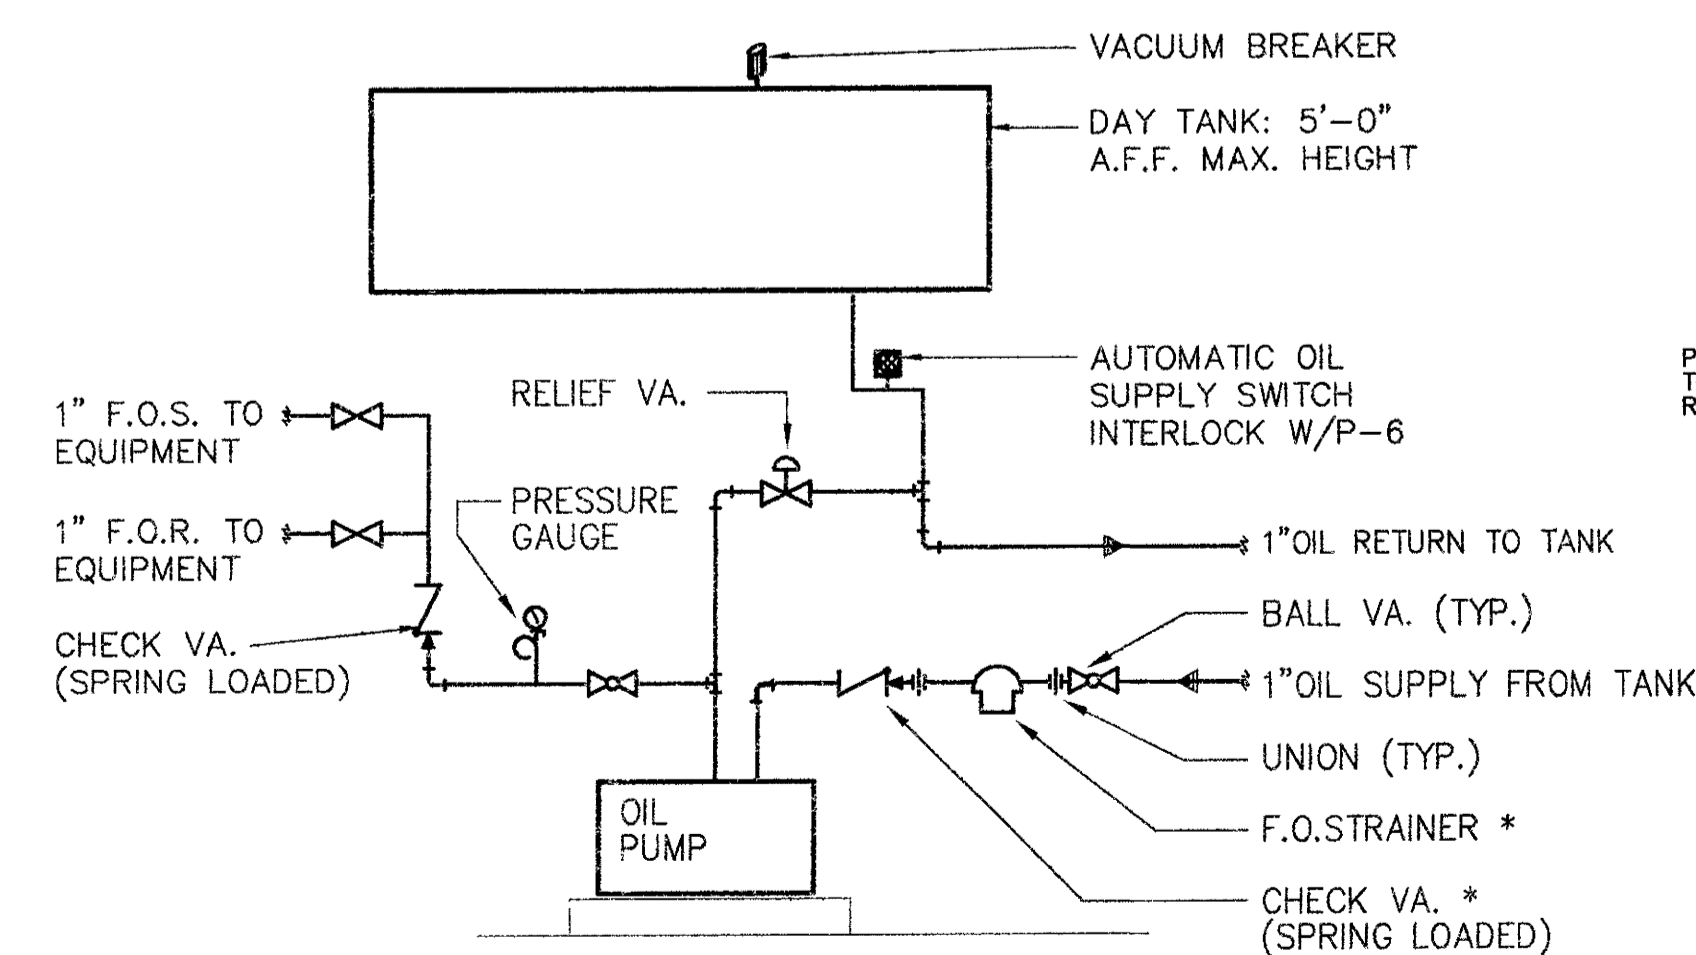 VACUUM BREAKER
DAY TANK: 5'-0"
A.F.F. MAX. HEIGHT
AUTOMATIC OIL
SUPPLY SWITCH
INTERLOCK W/P-6
P
T
R
RELIEF VA.
1" F.O.S. TO
EQUIPMENT
PRESSURE
GAUGE
1" F.O.R. TO
EQUIPMENT
1"OIL RETURN TO TANK
BALL VA. (TYP.)
CHECK VA.
(SPRING LOADED)
1"OIL SUPPLY FROM TANK
UNION (TYP.)
OIL
PUMP
F.O.STRAINER *
CHECK VA. *
(SPRING LOADED)